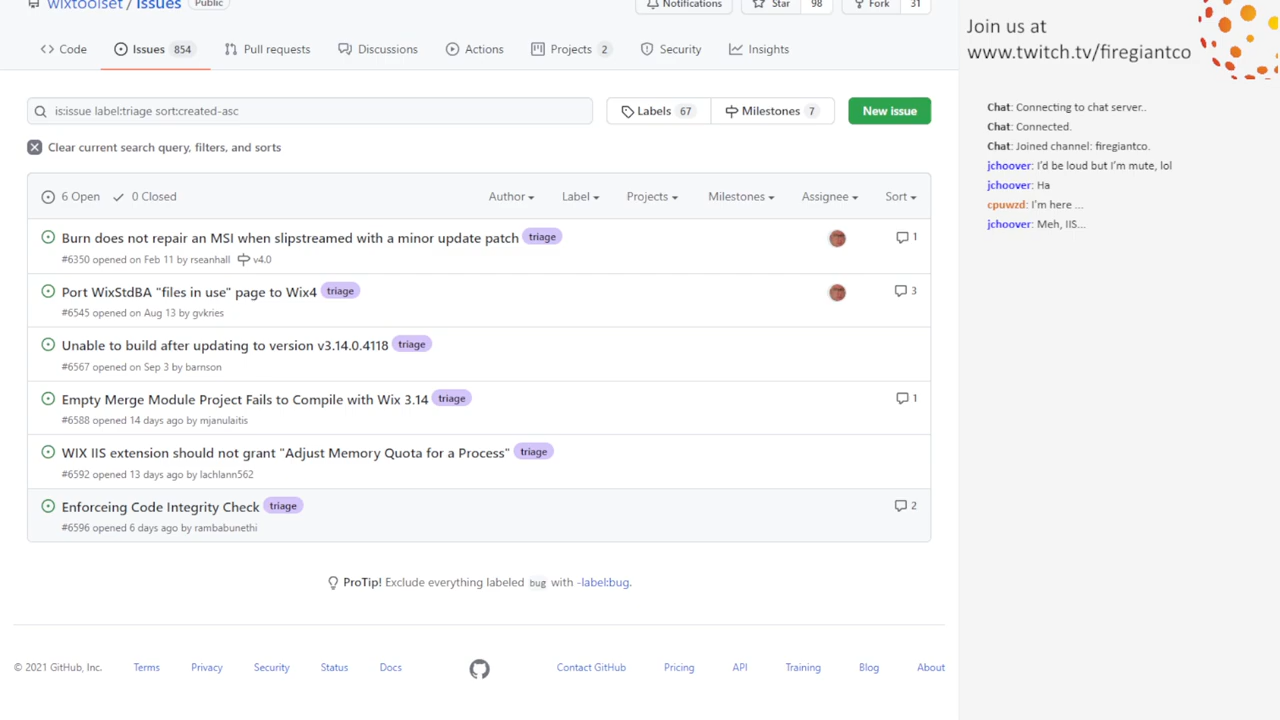 wixtoolset / Issues Public
Notifications Star 98 Fork 31
Code Issues 854 Pull requests Discussions Actions Projects 2 Security Insights
is:issue label:triage sort:created-asc Labels 67 Milestones 7 New issue
Clear current search query, filters, and sorts
6 Open 0 Closed Author Label Projects Milestones Assignee Sort
Burn does not repair an MSI when slipstreamed with a minor update patch triage 1
#6350 opened on Feb 11 by rseanhall v4.0
Port WixStdBA "files in use" page to Wix4 triage 3
#6545 opened on Aug 13 by gvkries
Unable to build after updating to version v3.14.0.4118 triage
#6567 opened on Sep 3 by barnson
Empty Merge Module Project Fails to Compile with Wix 3.14 triage 1
#6588 opened 14 days ago by mjanulaitis
WIX IIS extension should not grant "Adjust Memory Quota for a Process" triage
#6592 opened 13 days ago by lachlann562
Enforceing Code Integrity Check triage 2
#6596 opened 6 days ago by rambabunethi
ProTip! Exclude everything labeled bug with -label:bug.
© 2021 GitHub, Inc. Terms Privacy Security Status Docs Contact GitHub Pricing API Training Blog About
Join us at
www.twitch.tv/firegiantco
Chat: Connecting to chat server..
Chat: Connected.
Chat: Joined channel: firegiantco.
jchoover: I'd be loud but I'm mute, lol
jchoover: Ha
cpuwzd: I'm here ...
jchoover: Meh, IIS...